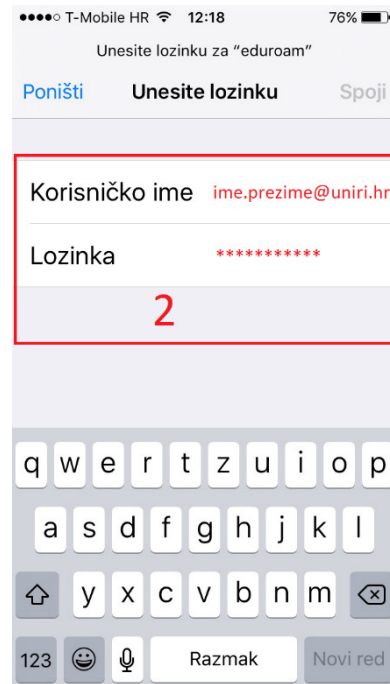 T-Mobile HR 12:18 76%
Unesite lozinku za “eduroam”
Poništi Unesite lozinku Spoji
Korisničko ime ime.prezime@uniri.hr
Lozinka ***********
2
q w e r t z u i o p
a s d f g h j k l
y x c v b n m
123 Razmak Novi red